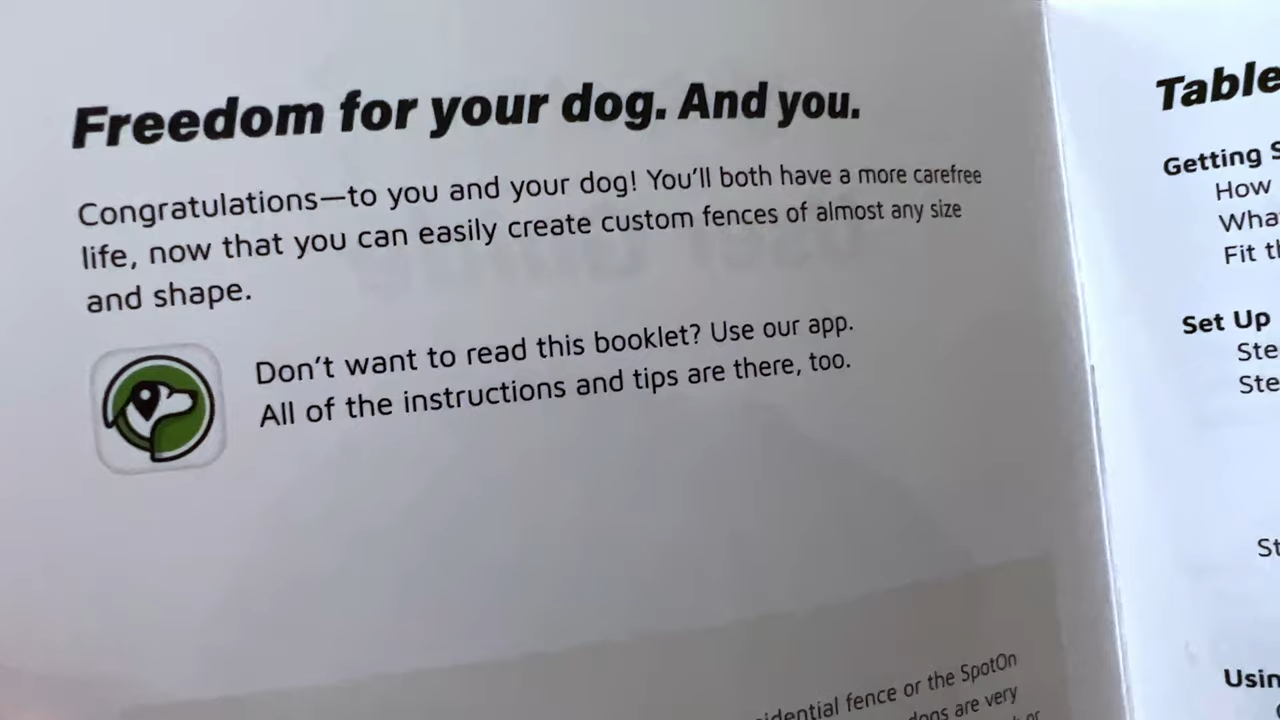 Freedom for your dog. And you.
Congratulations—to you and your dog! You'll both have a more carefree
life, now that you can easily create custom fences of almost any size
and shape.
Don't want to read this booklet? Use our app.
All of the instructions and tips are there, too.
fence or the SpotOn
dogs are very
or
Table
Getting
How
Fit
Set Up